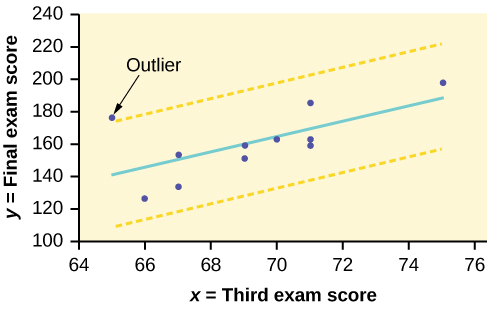 240
220
200
180
160
140
120
100
y = Final exam score
Outlier
64 66 68 70 72 74 76
x = Third exam score